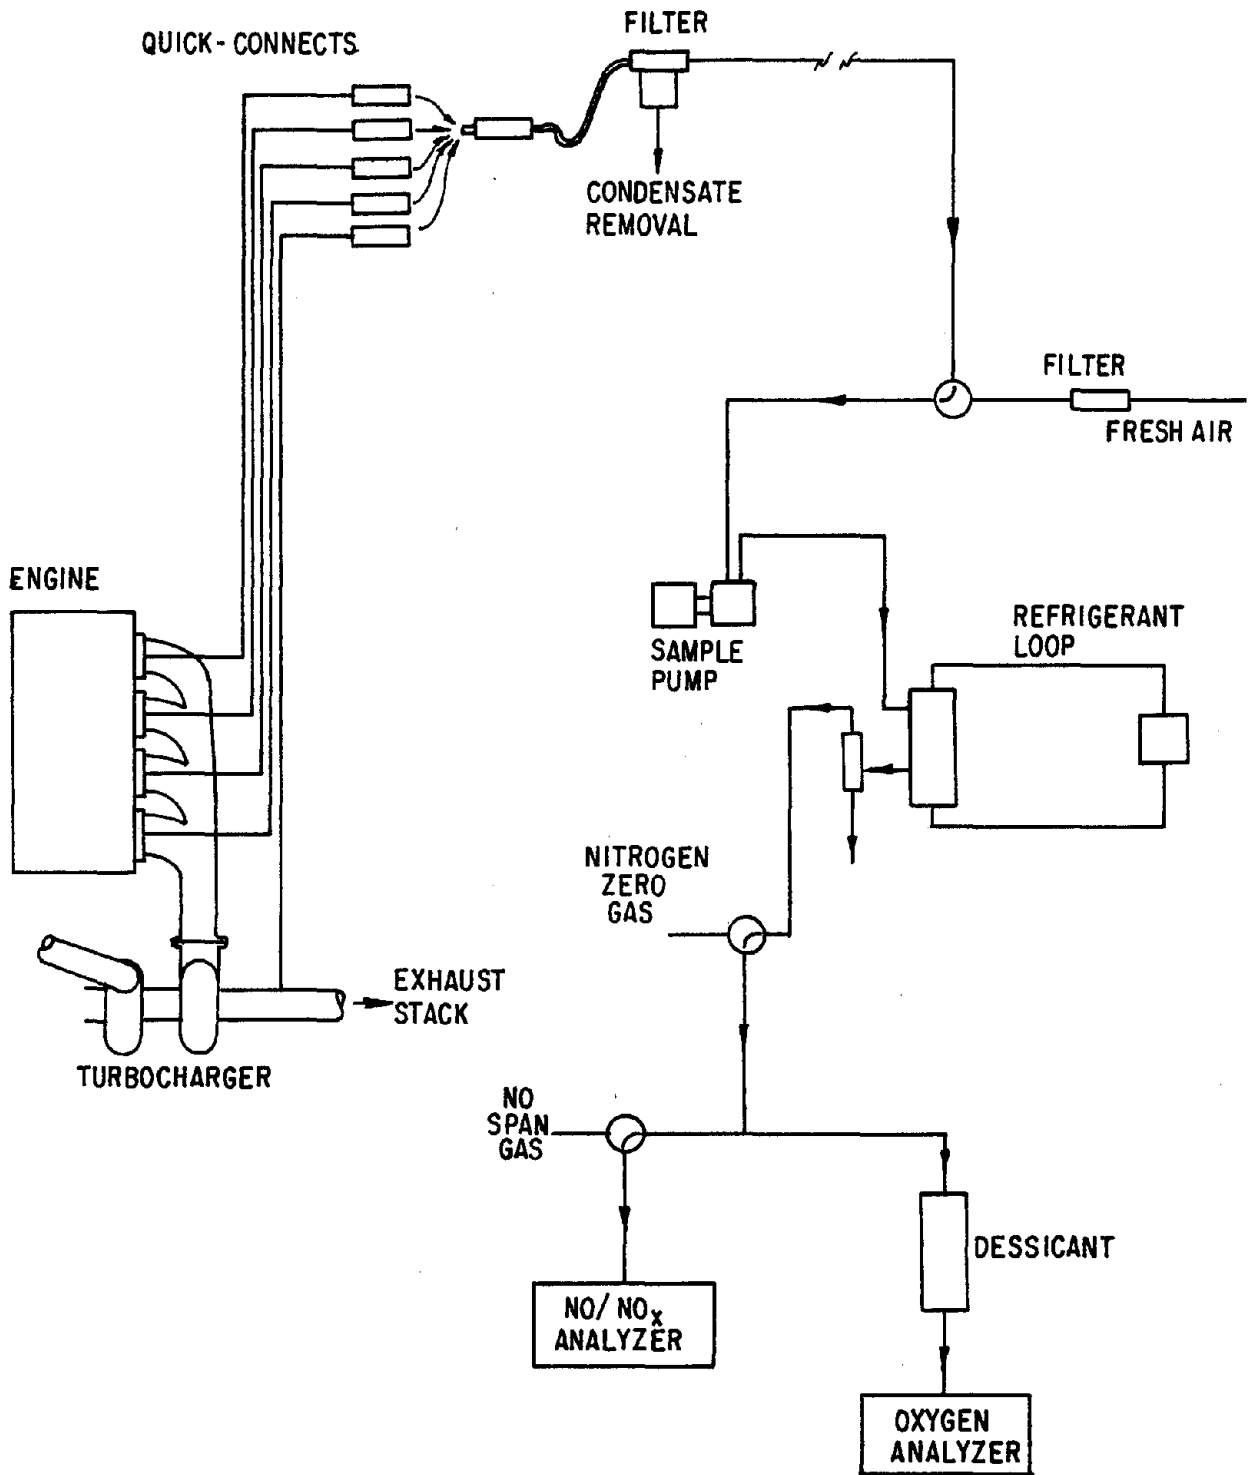 QUICK-CONNECTS
FILTER
CONDENSATE
REMOVAL
FILTER
FRESH AIR
ENGINE
SAMPLE
PUMP
REFRIGERANT
LOOP
NITROGEN
ZERO
GAS
EXHAUST
STACK
TURBOCHARGER
NO
SPAN
GAS
DESSICANT
NO/NOx
ANALYZER
OXYGEN
ANALYZER